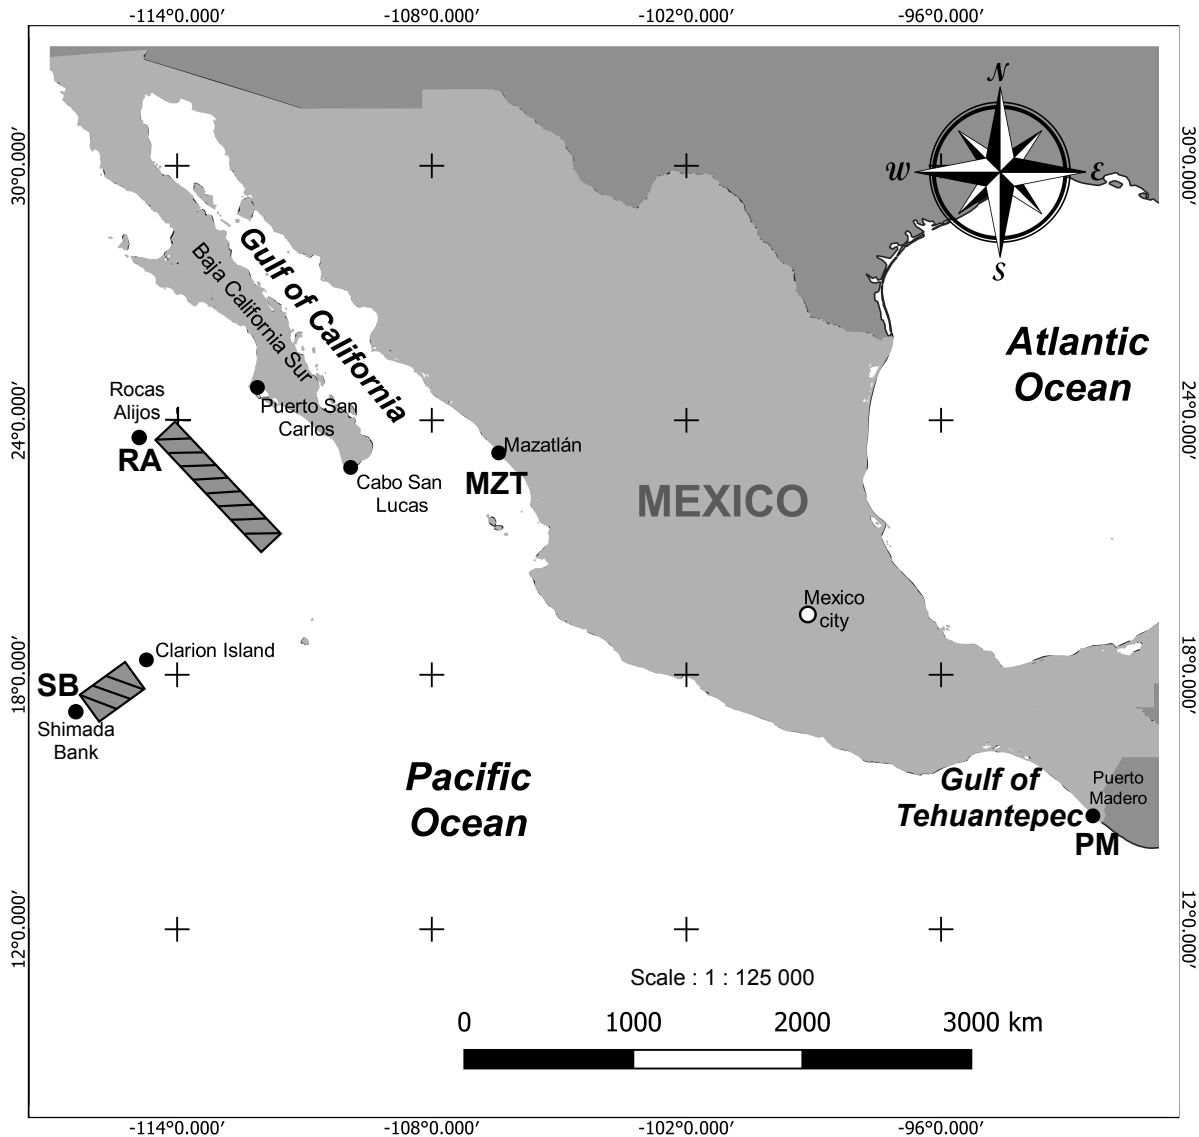 -114°0.000′
-108°0.000′
-102°0.000′
-96°0.000′
N
W
E
S
30°0.000′
30°0.000′
Gulf of California
Baja California Sur
Atlantic
Ocean
Rocas
Alijos
RA
Puerto San
Carlos
24°0.000′
24°0.000′
Mazatlán
MZT
Cabo San
Lucas
MEXICO
Mexico
city
Clarion Island
SB
Shimada
Bank
18°0.000′
18°0.000′
Pacific
Ocean
Gulf of
Tehuantepec
Puerto
Madero
PM
12°0.000′
12°0.000′
Scale : 1 : 125 000
0
1000
2000
3000 km
-114°0.000′
-108°0.000′
-102°0.000′
-96°0.000′